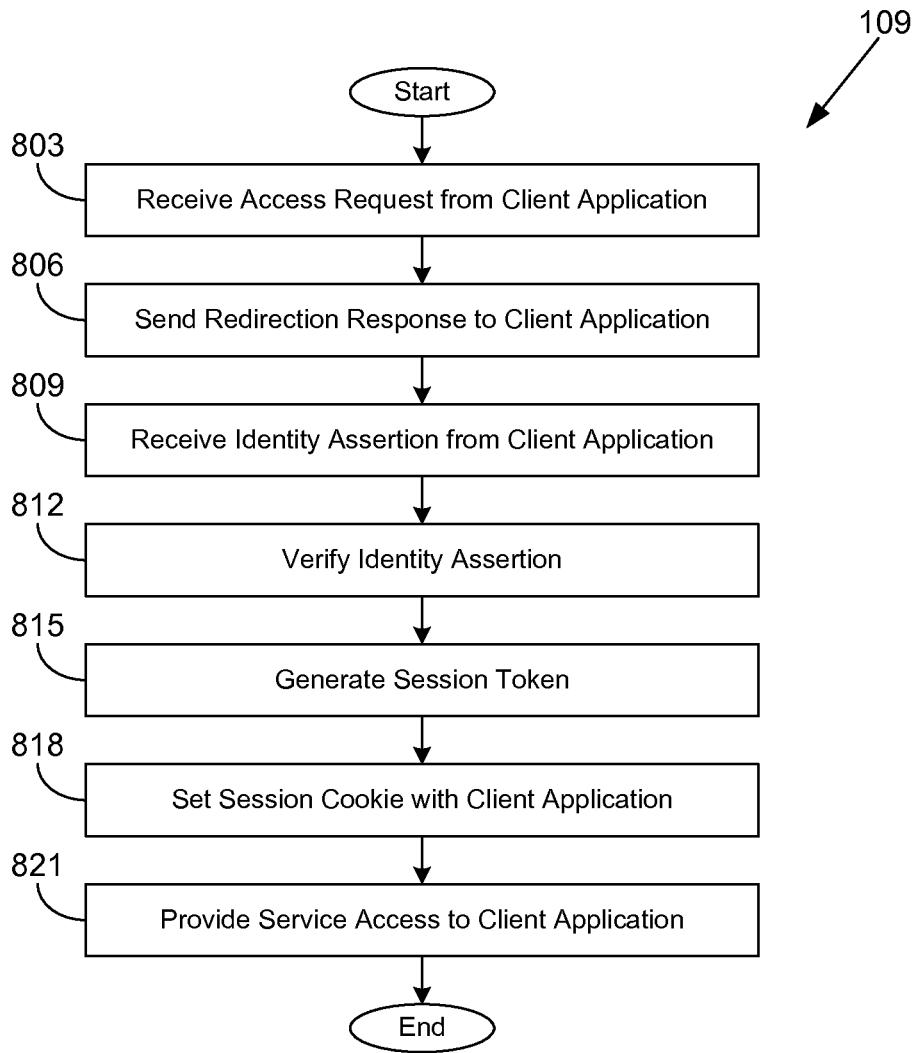 109
Start
803
Receive Access Request from Client Application
806
Send Redirection Response to Client Application
809
Receive Identity Assertion from Client Application
812
Verify Identity Assertion
815
Generate Session Token
818
Set Session Cookie with Client Application
821
Provide Service Access to Client Application
End